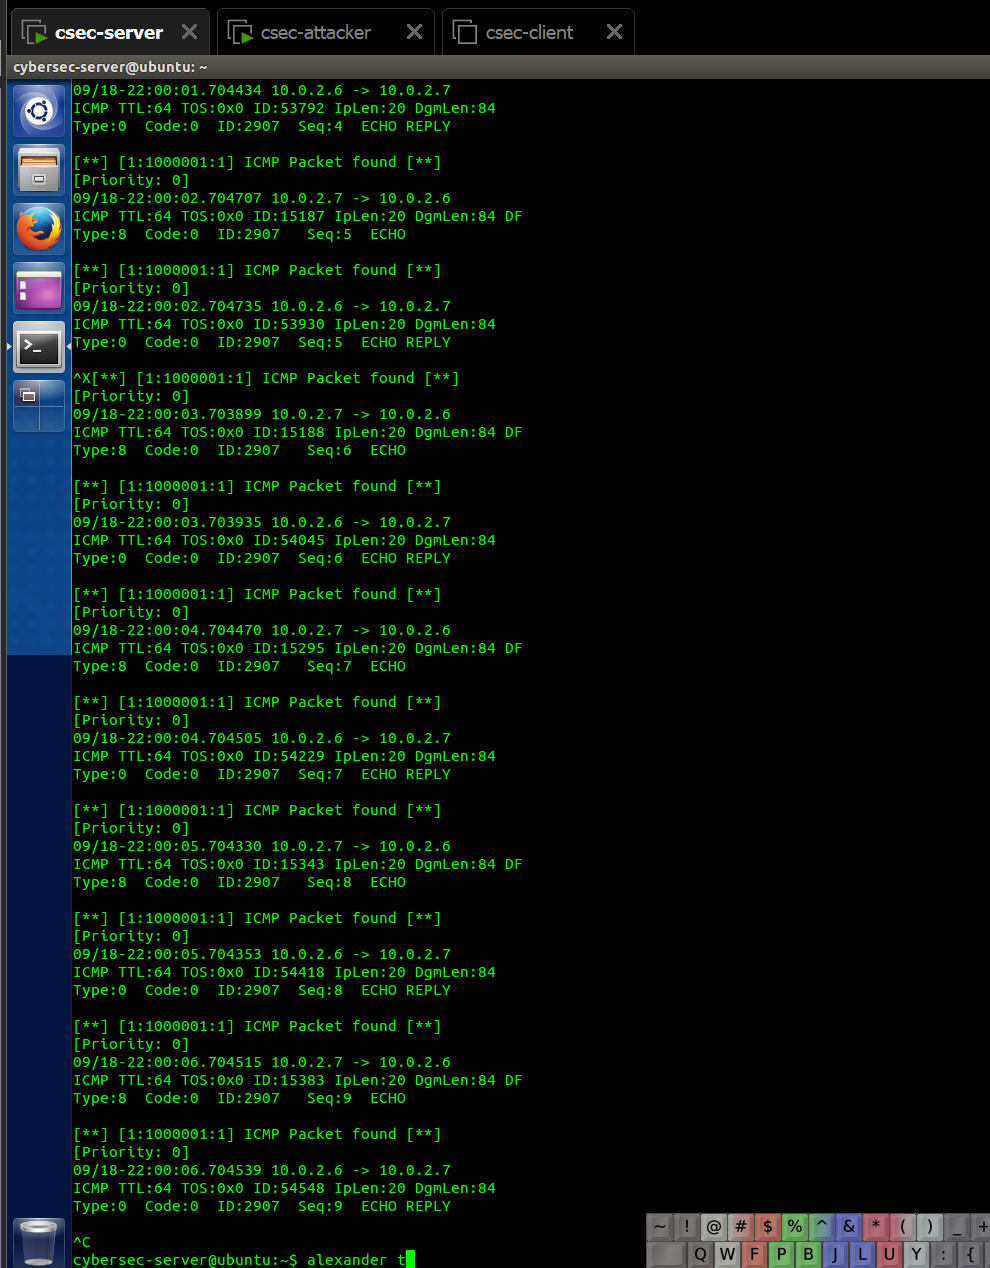 csec-server
csec-attacker
csec-client
cybersec-server@ubuntu: ~
09/18-22:00:01.704434 10.0.2.6 -> 10.0.2.7
ICMP TTL:64 TOS:0x0 ID:53792 IpLen:20 DgmLen:84
Type:0  Code:0  ID:2907  Seq:4  ECHO REPLY
[**] [1:1000001:1] ICMP Packet found [**]
[Priority: 0]
09/18-22:00:02.704707 10.0.2.7 -> 10.0.2.6
ICMP TTL:64 TOS:0x0 ID:15187 IpLen:20 DgmLen:84 DF
Type:8  Code:0  ID:2907   Seq:5  ECHO
[**] [1:1000001:1] ICMP Packet found [**]
[Priority: 0]
09/18-22:00:02.704735 10.0.2.6 -> 10.0.2.7
ICMP TTL:64 TOS:0x0 ID:53930 IpLen:20 DgmLen:84
Type:0  Code:0  ID:2907  Seq:5  ECHO REPLY
^X[**] [1:1000001:1] ICMP Packet found [**]
[Priority: 0]
09/18-22:00:03.703899 10.0.2.7 -> 10.0.2.6
ICMP TTL:64 TOS:0x0 ID:15188 IpLen:20 DgmLen:84 DF
Type:8  Code:0  ID:2907   Seq:6  ECHO
[**] [1:1000001:1] ICMP Packet found [**]
[Priority: 0]
09/18-22:00:03.703935 10.0.2.6 -> 10.0.2.7
ICMP TTL:64 TOS:0x0 ID:54045 IpLen:20 DgmLen:84
Type:0  Code:0  ID:2907  Seq:6  ECHO REPLY
[**] [1:1000001:1] ICMP Packet found [**]
[Priority: 0]
09/18-22:00:04.704470 10.0.2.7 -> 10.0.2.6
ICMP TTL:64 TOS:0x0 ID:15295 IpLen:20 DgmLen:84 DF
Type:8  Code:0  ID:2907   Seq:7  ECHO
[**] [1:1000001:1] ICMP Packet found [**]
[Priority: 0]
09/18-22:00:04.704505 10.0.2.6 -> 10.0.2.7
ICMP TTL:64 TOS:0x0 ID:54229 IpLen:20 DgmLen:84
Type:0  Code:0  ID:2907  Seq:7  ECHO REPLY
[**] [1:1000001:1] ICMP Packet found [**]
[Priority: 0]
09/18-22:00:05.704330 10.0.2.7 -> 10.0.2.6
ICMP TTL:64 TOS:0x0 ID:15343 IpLen:20 DgmLen:84 DF
Type:8  Code:0  ID:2907   Seq:8  ECHO
[**] [1:1000001:1] ICMP Packet found [**]
[Priority: 0]
09/18-22:00:05.704353 10.0.2.6 -> 10.0.2.7
ICMP TTL:64 TOS:0x0 ID:54418 IpLen:20 DgmLen:84
Type:0  Code:0  ID:2907  Seq:8  ECHO REPLY
[**] [1:1000001:1] ICMP Packet found [**]
[Priority: 0]
09/18-22:00:06.704515 10.0.2.7 -> 10.0.2.6
ICMP TTL:64 TOS:0x0 ID:15383 IpLen:20 DgmLen:84 DF
Type:8  Code:0  ID:2907   Seq:9  ECHO
[**] [1:1000001:1] ICMP Packet found [**]
[Priority: 0]
09/18-22:00:06.704539 10.0.2.6 -> 10.0.2.7
ICMP TTL:64 TOS:0x0 ID:54548 IpLen:20 DgmLen:84
Type:0  Code:0  ID:2907  Seq:9  ECHO REPLY
^C
cybersec-server@ubuntu:~$ alexander t
~ ! @ # $ % ^ & * ( ) _ +
Q W F P B J L U Y : {